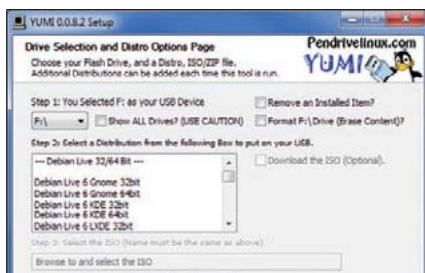 YUMI 0.0.8.2 Setup
Drive Selection and Distro Options Page
Choose your Flash Drive, and a Distro, ISO/ZIP file.
Additional Distributions can be added each time this tool is run.
Pendrivelinux.com
YUMI
Step 1: You Selected F: as your USB Device
Remove an Installed Item?
F:\
Show ALL Drives? (USE CAUTION)
Format F:\ Drive (Erase Content)?
Step 2: Select a Distribution from the following Box to put on your USB.
--- Debian Live 32/64 Bit ---
Download the ISO (Optional).
Debian Live 6 Gnome 32bit
Debian Live 6 Gnome 64bit
Debian Live 6 KDE 32bit
Debian Live 6 KDE 64bit
Debian Live 6 LXDE 32bit
Step 3: Select the ISO (Name must be the same as above).
Browse to and select the ISO